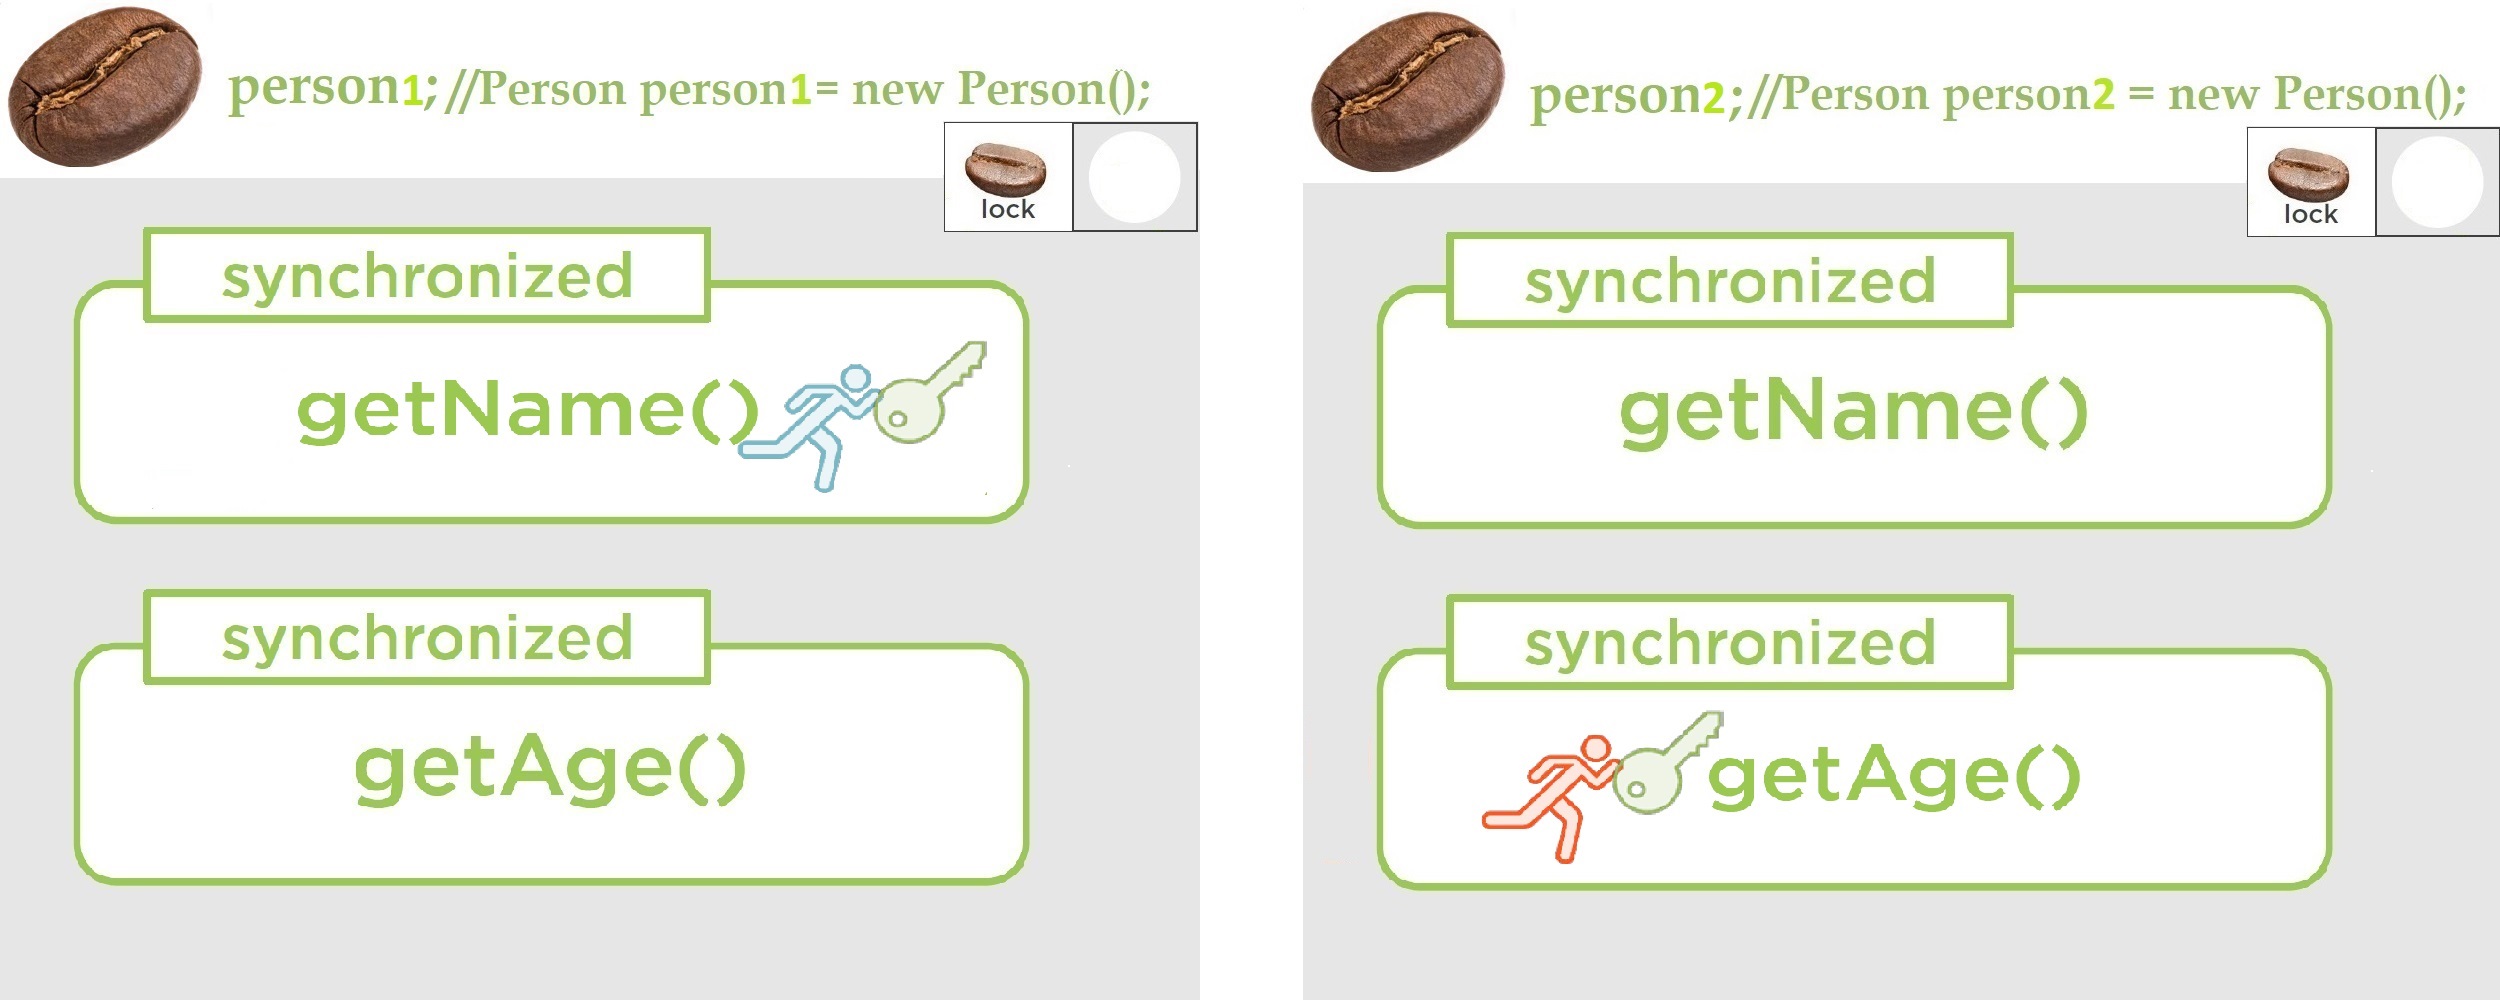 person1; //Person person1= new Person();
lock
synchronized
getName()
synchronized
getAge()
person2; //Person person2 = new Person();
lock
synchronized
getName()
synchronized
getAge()